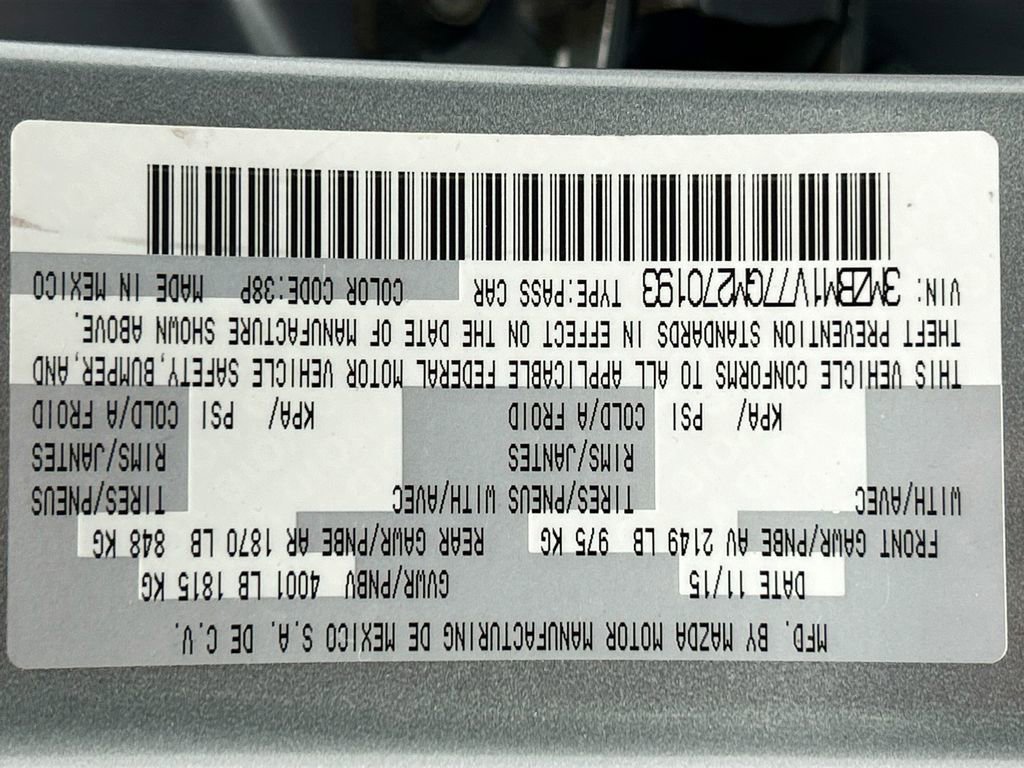 MFD. BY MAZDA MOTOR MANUFACTURING DE MEXICO S.A. DE C.V.
DATE 11/15 GVWR/PNBV 4001 LB 1815 KG
FRONT GAWR/PNBE AV 2149 LB 975 KG REAR GAWR/PNBE AR 1870 LB 848 KG
WITH/AVEC TIRES/PNEUS WITH/AVEC TIRES/PNEUS
RIMS/JANTES RIMS/JANTES
KPA/ PSI COLD/A FROID KPA/ PSI COLD/A FROID
THIS VEHICLE CONFORMS TO ALL APPLICABLE FEDERAL MOTOR VEHICLE SAFETY,BUMPER,AND
THEFT PREVENTION STANDARDS IN EFFECT ON THE DATE OF MANUFACTURE SHOWN ABOVE.
VIN: 3MZBM1V77GM270193 TYPE:PASS CAR COLOR CODE:38P MADE IN MEXICO